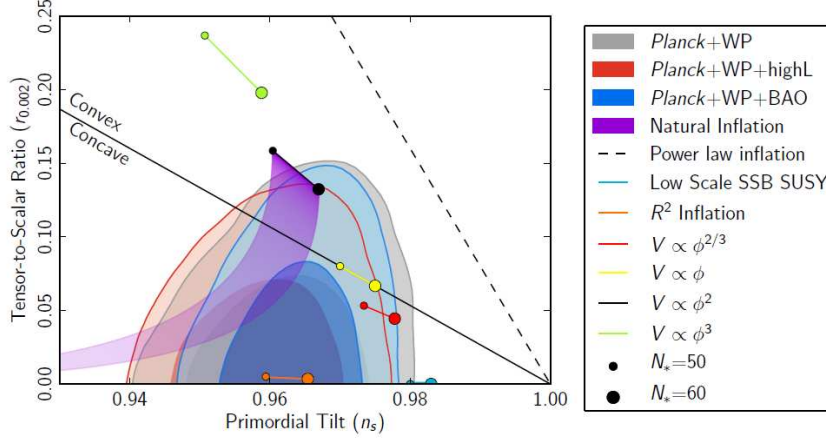 0.25
0.20
0.15
0.10
0.05
0.00
Tensor-to-Scalar Ratio (r₀.₀₀₂)
Convex
Concave
0.94
0.96
0.98
1.00
Primordial Tilt (nₛ)
Planck+WP
Planck+WP+highL
Planck+WP+BAO
Natural Inflation
Power law inflation
Low Scale SSB SUSY
R² Inflation
V ∝ ϕ²/³
V ∝ ϕ
V ∝ ϕ²
V ∝ ϕ³
N∗=50
N∗=60